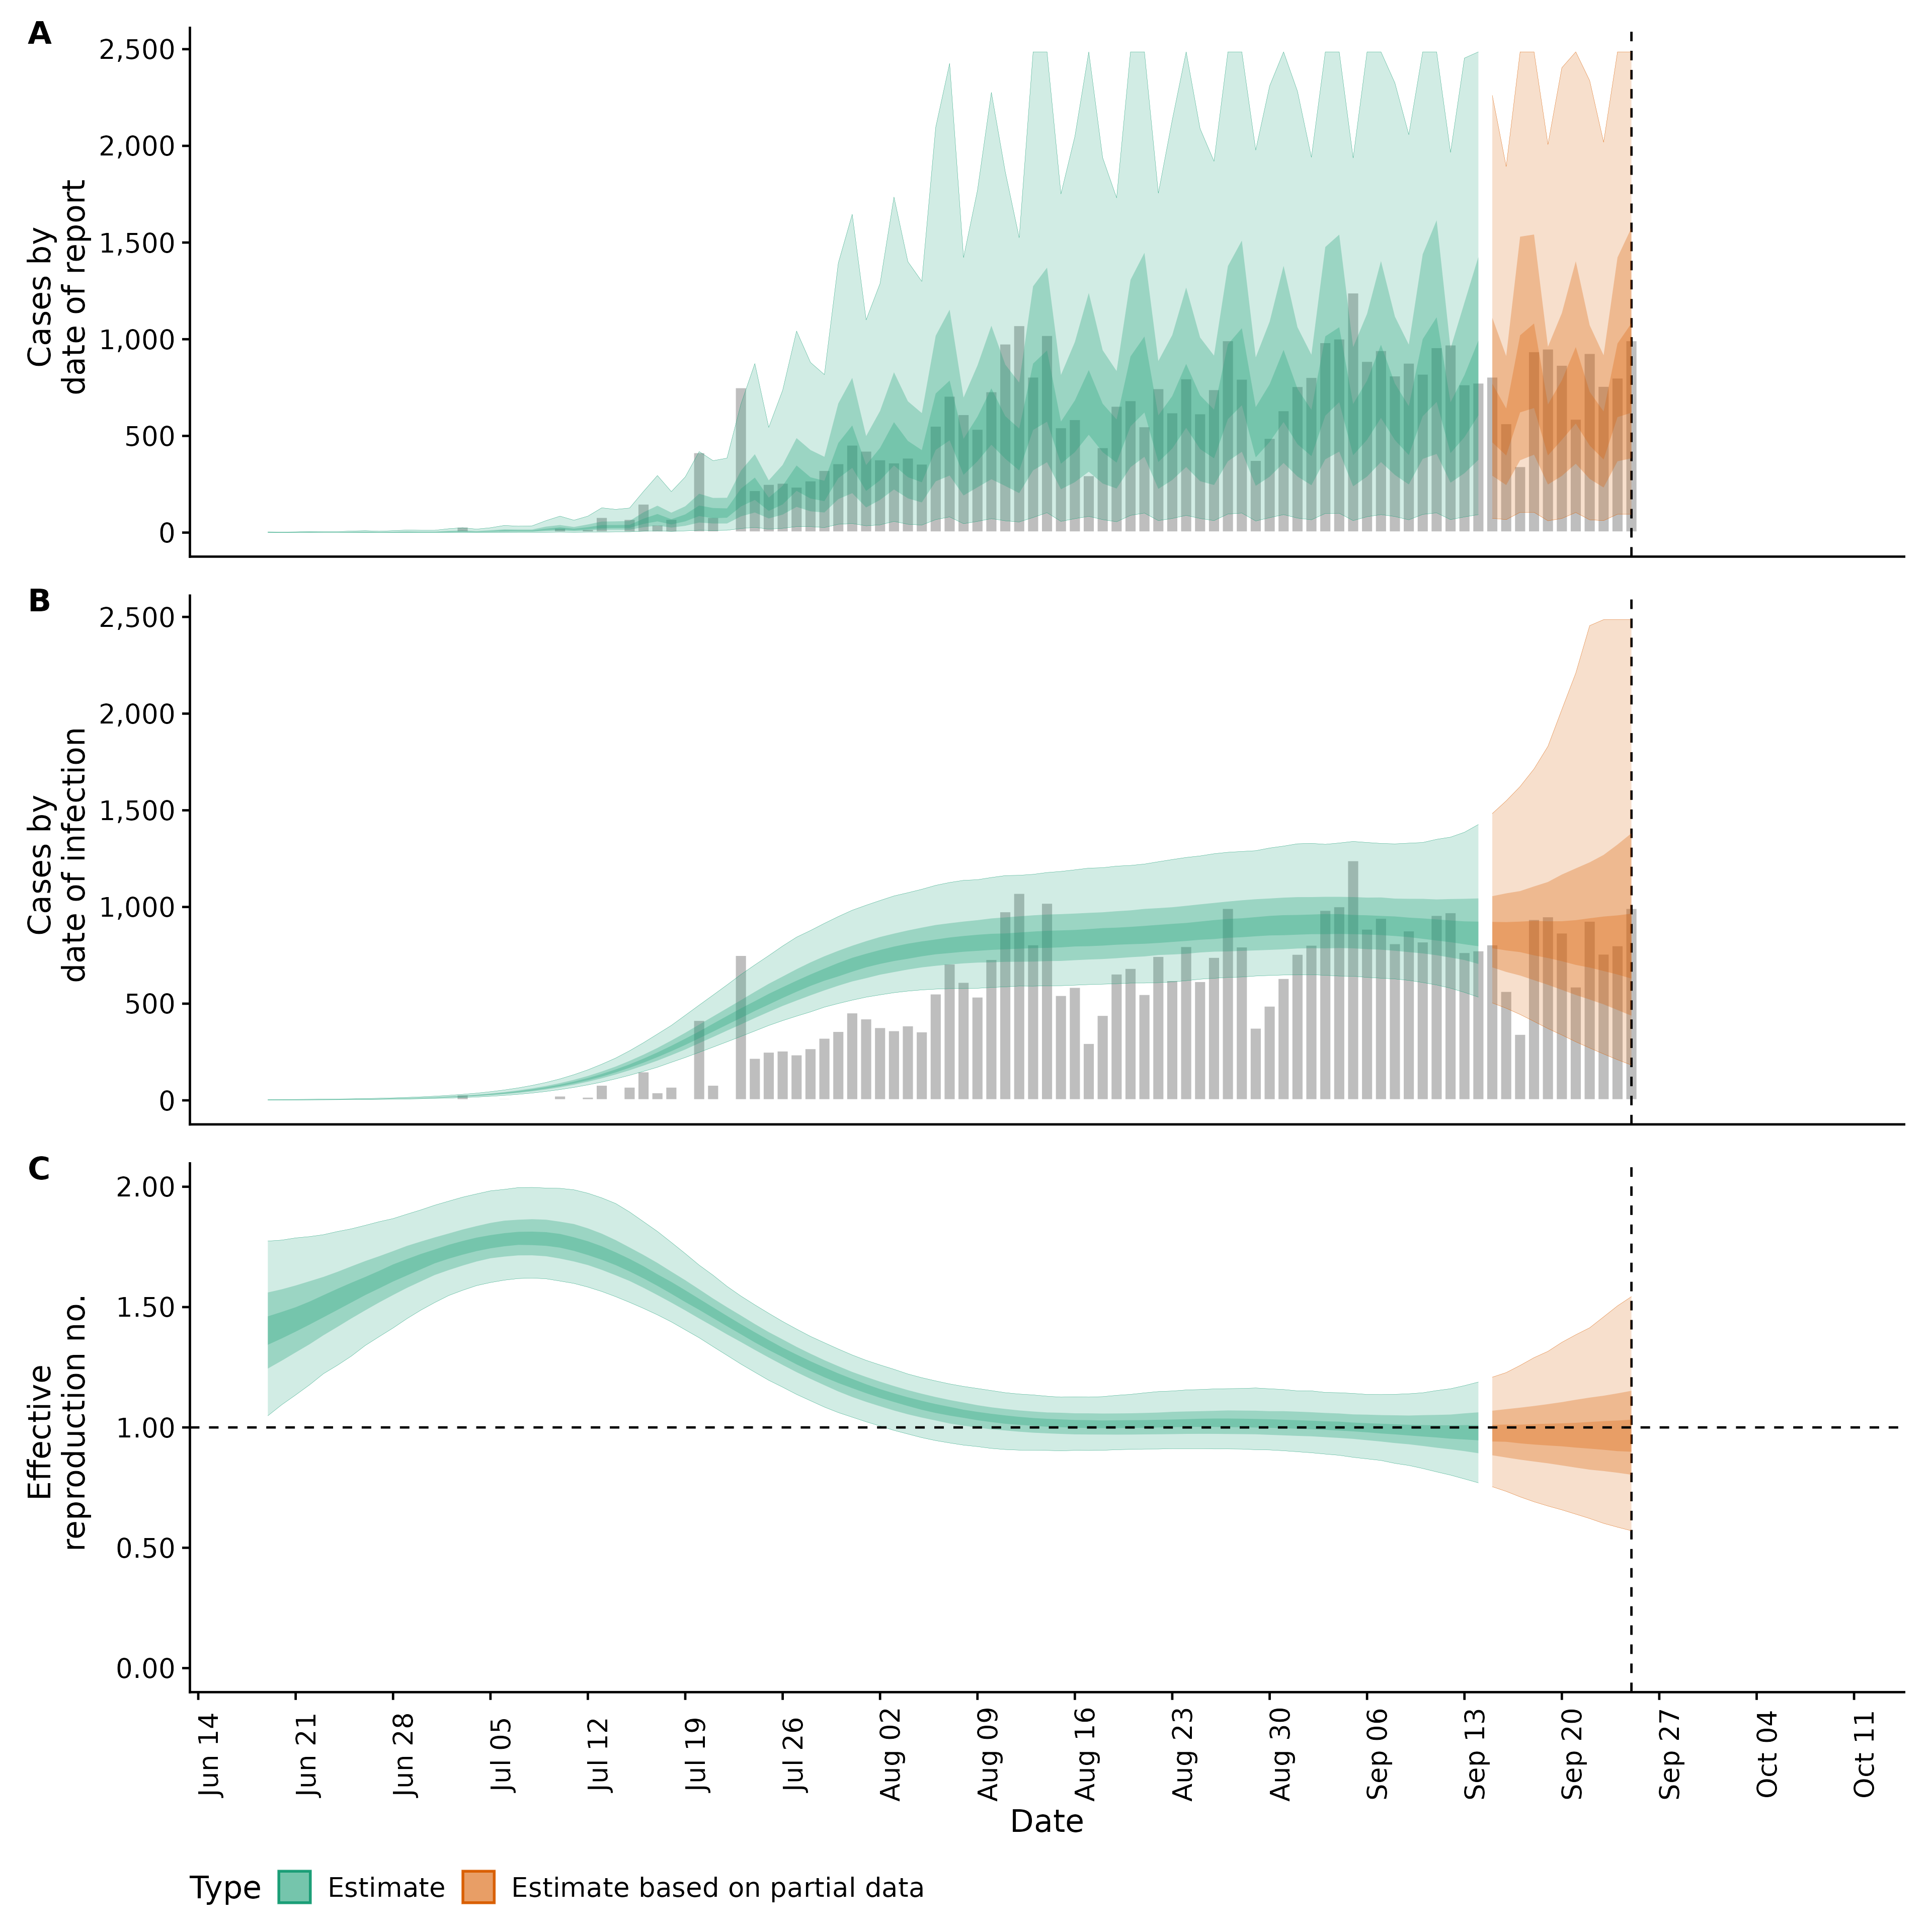 A
2,500
2,000
1,500
1,000
500
0
Cases by
date of report
B
2,500
2,000
1,500
1,000
500
0
Cases by
date of infection
C
2.00
1.50
1.00
0.50
0.00
Effective
reproduction no.
Jun 14
Jun 21
Jun 28
Jul 05
Jul 12
Jul 19
Jul 26
Aug 02
Aug 09
Aug 16
Aug 23
Aug 30
Sep 06
Sep 13
Sep 20
Sep 27
Oct 04
Oct 11
Date
Type Estimate Estimate based on partial data